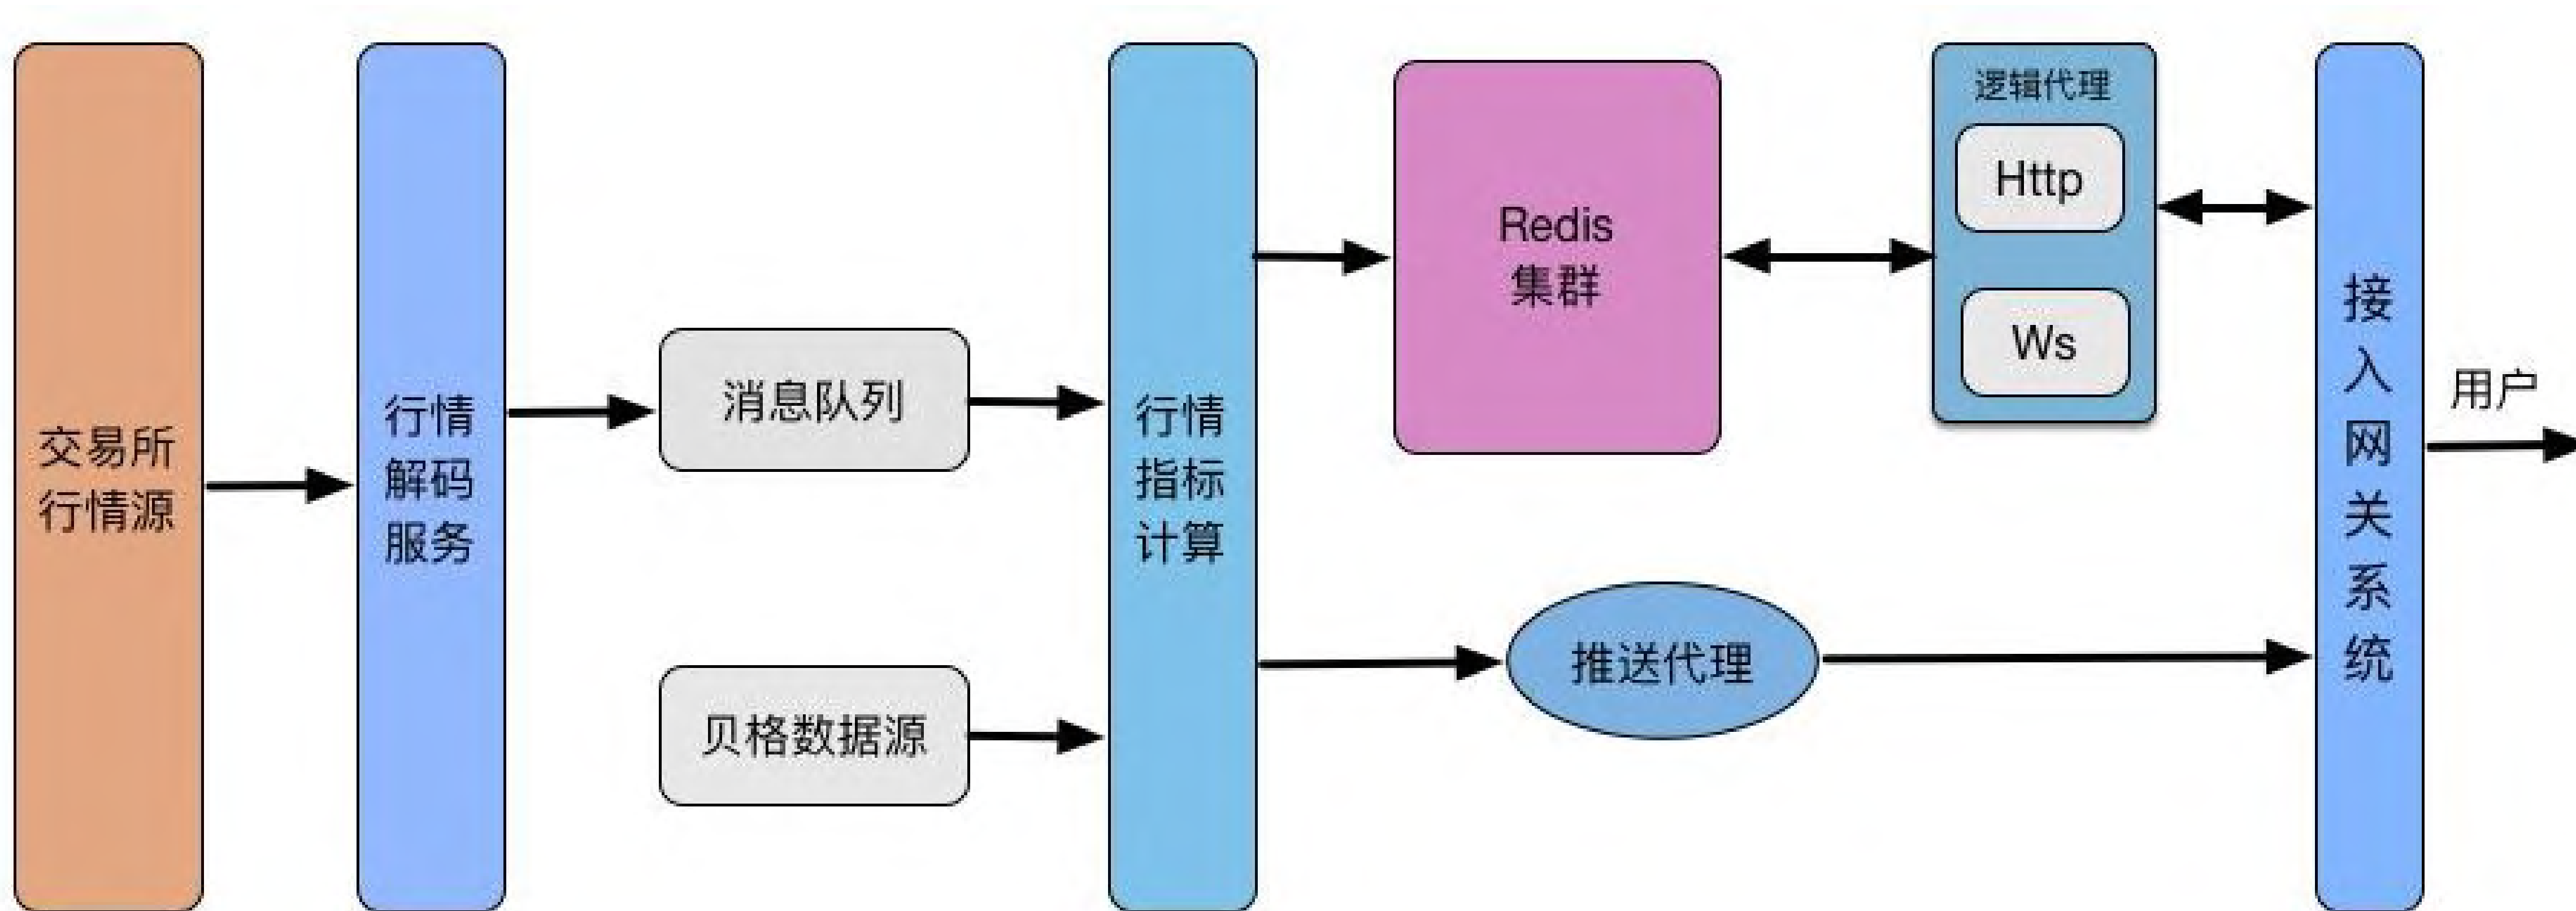 交易所
行情源
行情
解码
服务
消息队列
贝格数据源
行情
指标
计算
Redis
集群
推送代理
逻辑代理
Http
Ws
接
入
网
关
系
统
用户